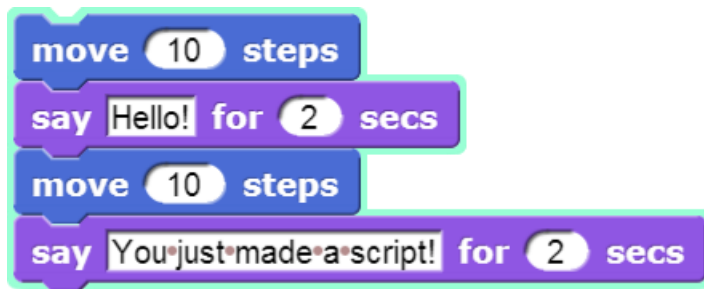 move 10 steps
say Hello! for 2 secs
move 10 steps
say You just made a script! for 2 secs